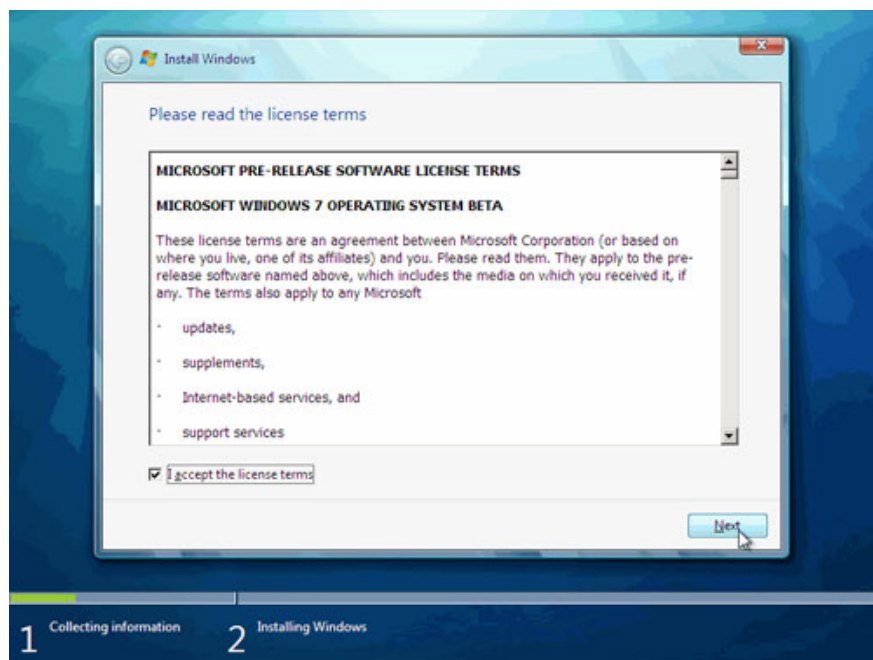 Install Windows
Please read the license terms
MICROSOFT PRE-RELEASE SOFTWARE LICENSE TERMS
MICROSOFT WINDOWS 7 OPERATING SYSTEM BETA
These license terms are an agreement between Microsoft Corporation (or based on
where you live, one of its affiliates) and you. Please read them. They apply to the pre-
release software named above, which includes the media on which you received it, if
any. The terms also apply to any Microsoft
- updates,
- supplements,
- Internet-based services, and
- support services
I accept the license terms
Next
1 Collecting information
2 Installing Windows